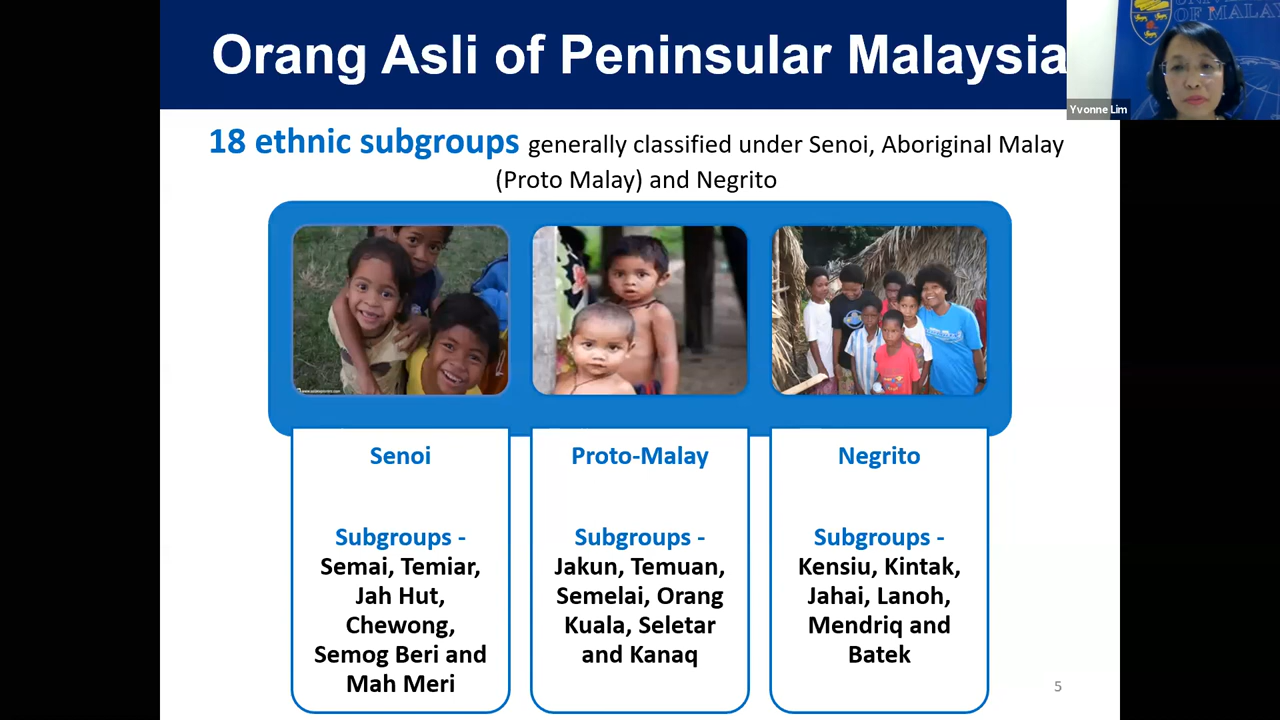 Orang Asli of Peninsular Malaysia
OF MALAY
Yvonne Lim
18 ethnic subgroups generally classified under Senoi, Aboriginal Malay
(Proto Malay) and Negrito
Senoi
Subgroups -
Semai, Temiar,
Jah Hut,
Chewong,
Semog Beri and
Mah Meri
Proto-Malay
Subgroups -
Jakun, Temuan,
Semelai, Orang
Kuala, Seletar
and Kanaq
Negrito
Subgroups -
Kensiu, Kintak,
Jahai, Lanoh,
Mendriq and
Batek
5